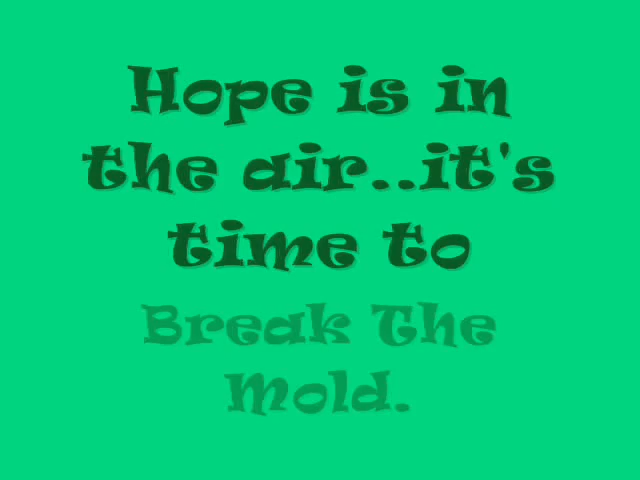 Hope is in
the air..it's
time to
Break The
Mold.